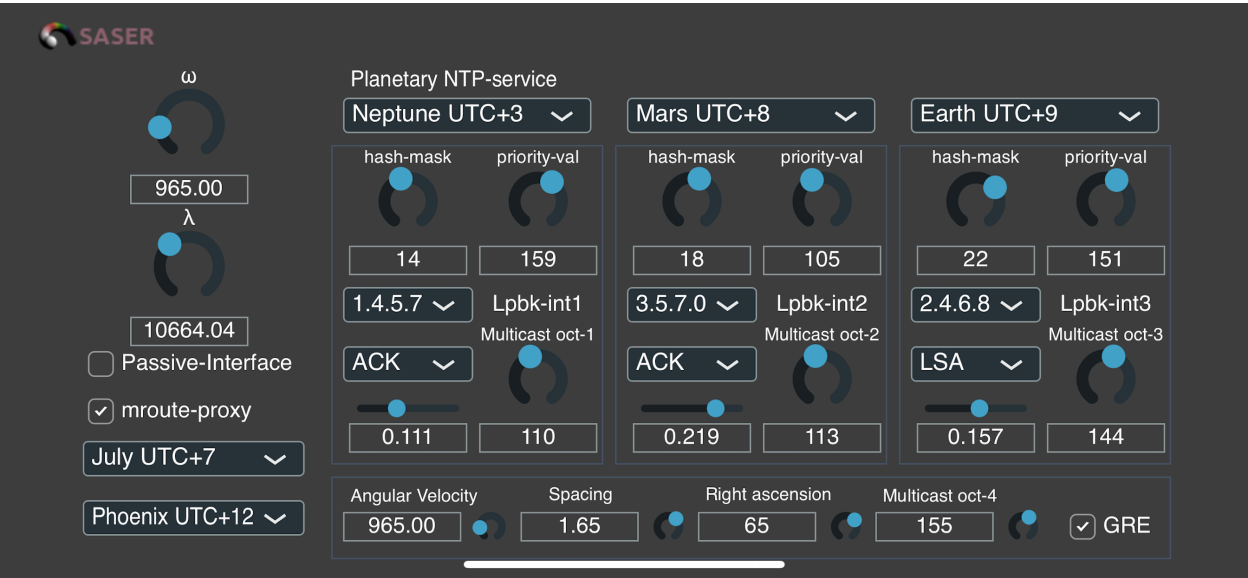 SASER
ω
965.00
λ
10664.04
Passive-Interface
mroute-proxy
July UTC+7
Phoenix UTC+12
Planetary NTP-service
Neptune UTC+3
hash-mask priority-val
14 159
1.4.5.7 Lpbk-int1
Multicast oct-1
ACK
0.111 110
Mars UTC+8
hash-mask priority-val
18 105
3.5.7.0 Lpbk-int2
Multicast oct-2
ACK
0.219 113
Earth UTC+9
hash-mask priority-val
22 151
2.4.6.8 Lpbk-int3
Multicast oct-3
LSA
0.157 144
Angular Velocity Spacing Right ascension Multicast oct-4
965.00 1.65 65 155 GRE